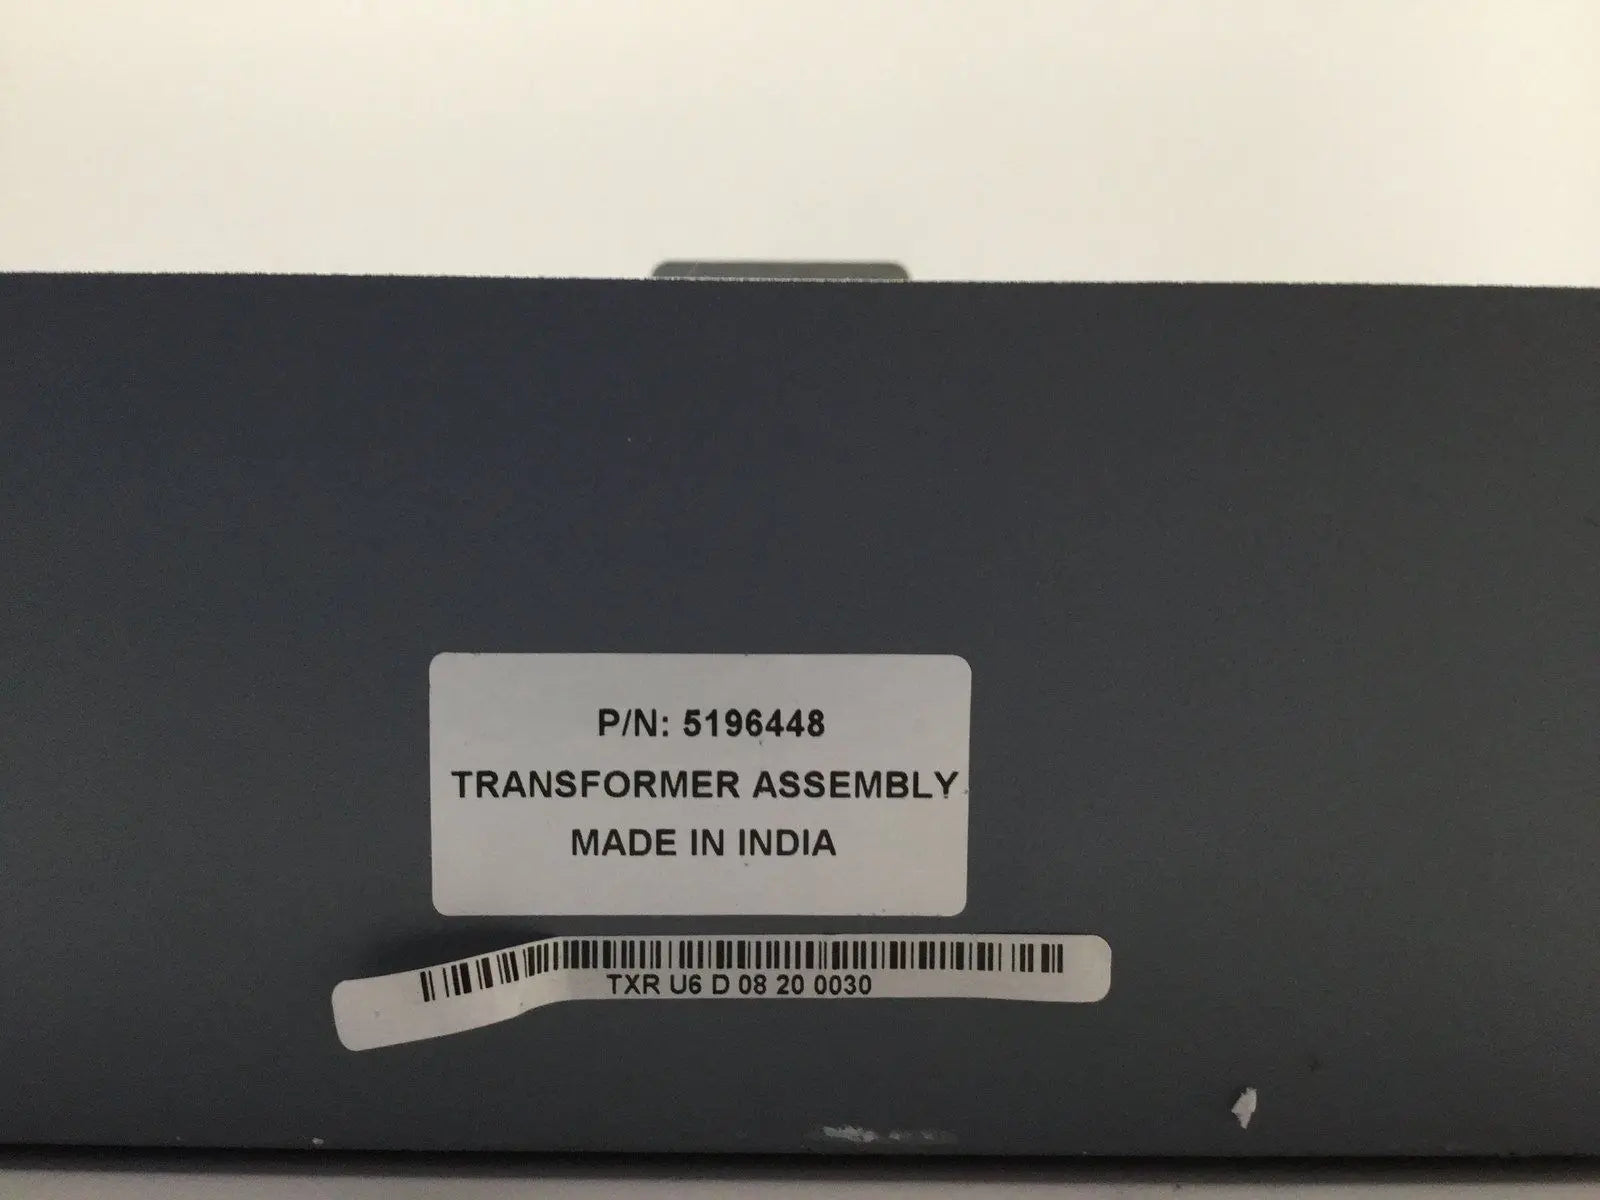 P/N: 5196448
TRANSFORMER ASSEMBLY
MADE IN INDIA
TXR U6 D 08 20 0030